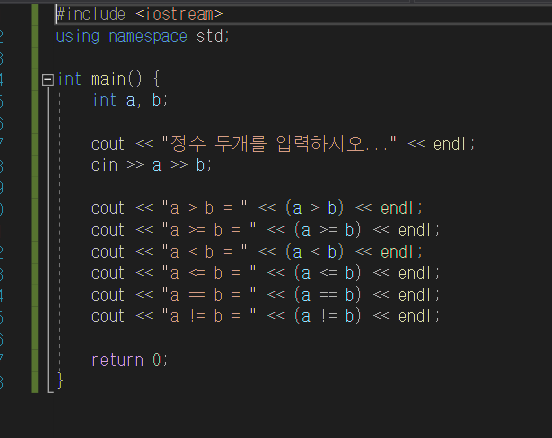 #include <iostream>
using namespace std;
int main() {
int a, b;
cout << "정수 두개를 입력하시오..." << endl;
cin >> a >> b;
cout << "a > b = " << (a > b) << endl;
cout << "a >= b = " << (a >= b) << endl;
cout << "a < b = " << (a < b) << endl;
cout << "a <= b = " << (a <= b) << endl;
cout << "a == b = " << (a == b) << endl;
cout << "a != b = " << (a != b) << endl;
return 0;
}